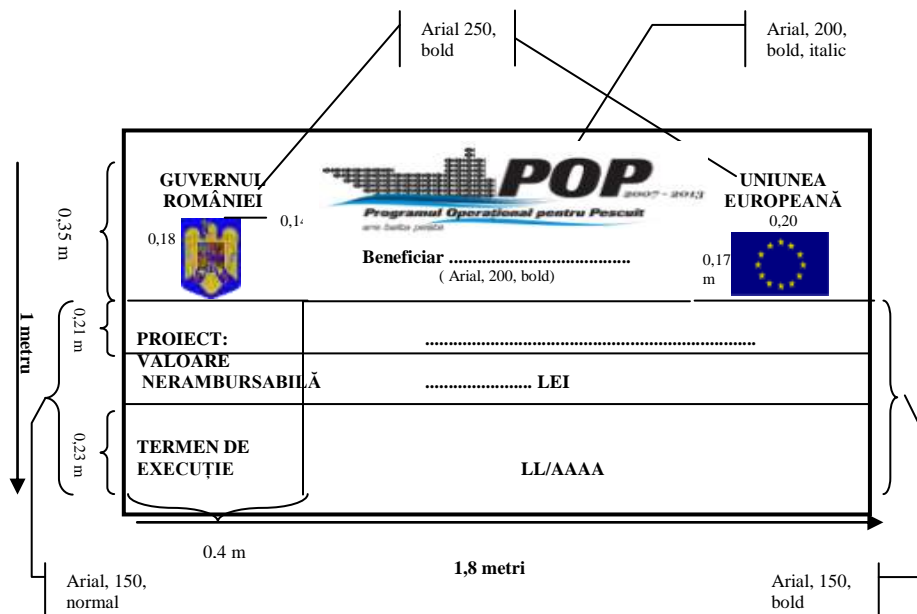 Arial 250,
bold
Arial, 200,
bold, italic
POP
2007 - 2013
Programul Operațional pentru Pescuit
are balta pește
GUVERNUL
ROMÂNIEI
UNIUNEA
EUROPEANĂ
0,18
0,14
0,20
0,17
m
Beneficiar .......................................
( Arial, 200, bold)
0,35 m
1 metru
0,21 m
PROIECT:
.......................................................................
VALOARE
NERAMBURSABILĂ
....................... LEI
0,23 m
TERMEN DE
EXECUȚIE
LL/AAAA
0.4 m
1,8 metri
Arial, 150,
normal
Arial, 150,
bold